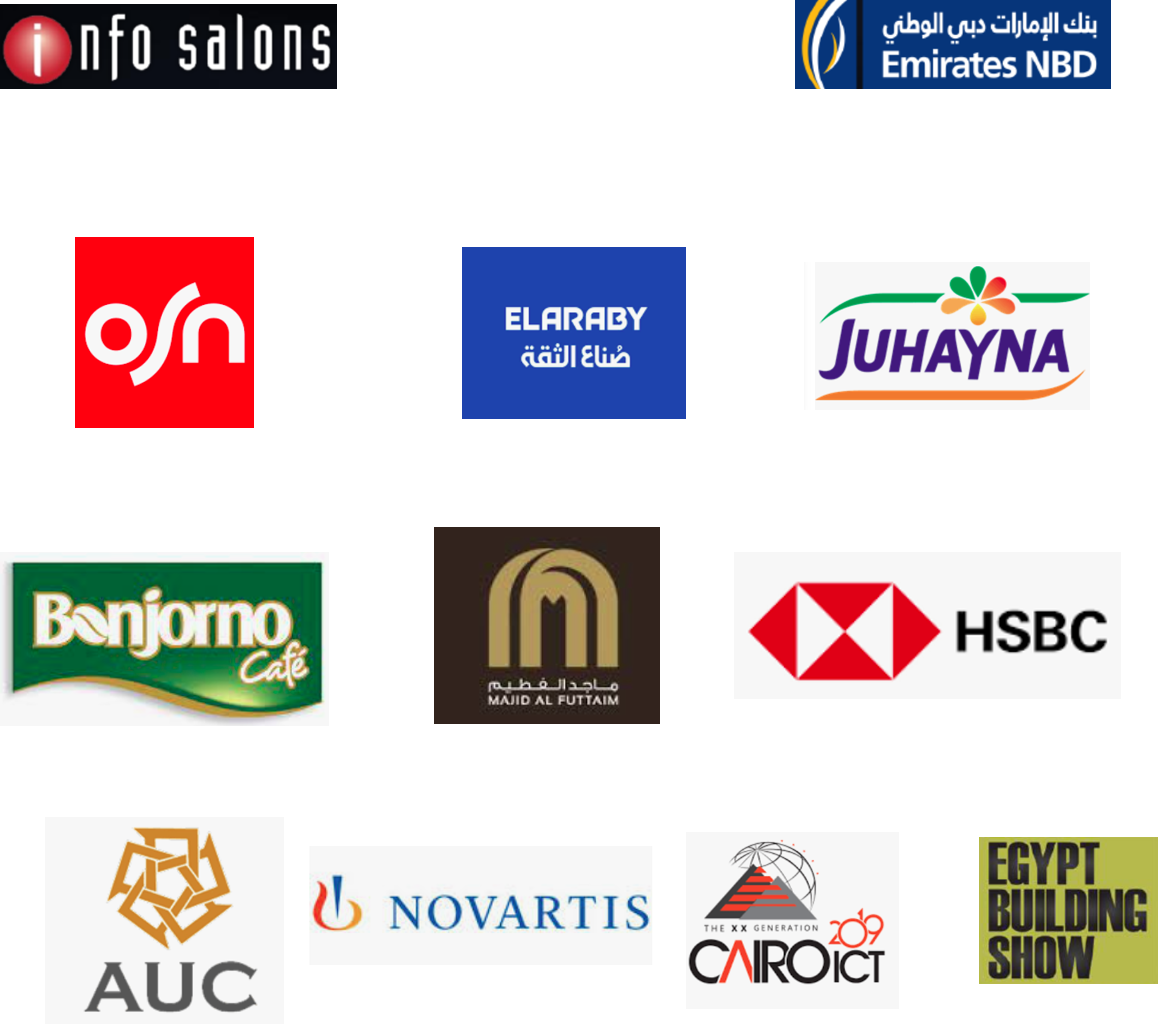 info salons
بنك الإمارات دبي الوطني
Emirates NBD
osn
ELARABY
صُناع الثقة
JUHAYNA
Bonjorno
Café
ماجد الفطيم
MAJID AL FUTTAIM
HSBC
AUC
NOVARTIS
THE XX GENERATION
2019
CAIRO ICT
EGYPT
BUILDING
SHOW